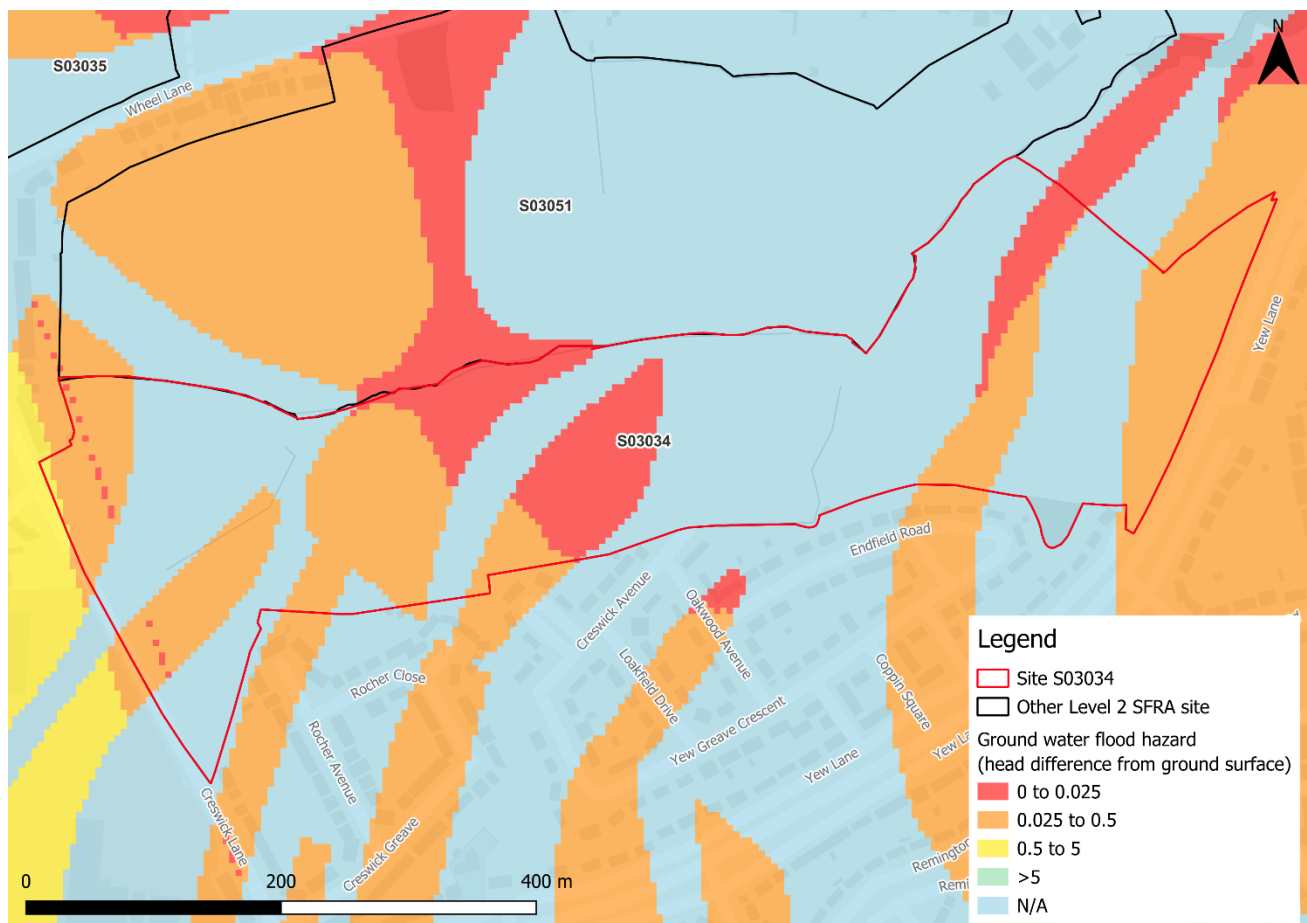 N
S03035
Wheel Lane
S03051
Yew Lane
S03034
Endfield Road
Creswick Avenue
Oakwood Avenue
Loakfield Drive
Coppin Square
Rocher Close
Yew Greave Crescent
Rocher Avenue
Yew La
Yew Lane
Creswick Lane
Creswick Greave
Remington
Remi
0
200
400 m
Legend
Site S03034
Other Level 2 SFRA site
Ground water flood hazard
(head difference from ground surface)
0 to 0.025
0.025 to 0.5
0.5 to 5
>5
N/A